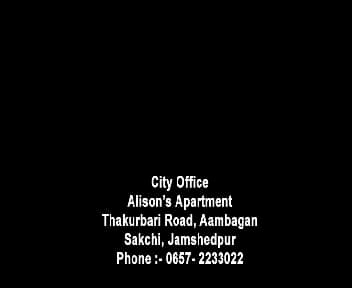 City Office
Alison's Apartment
Thakurbari Road, Aambagan
Sakchi, Jamshedpur
Phone :- 0657- 2233022